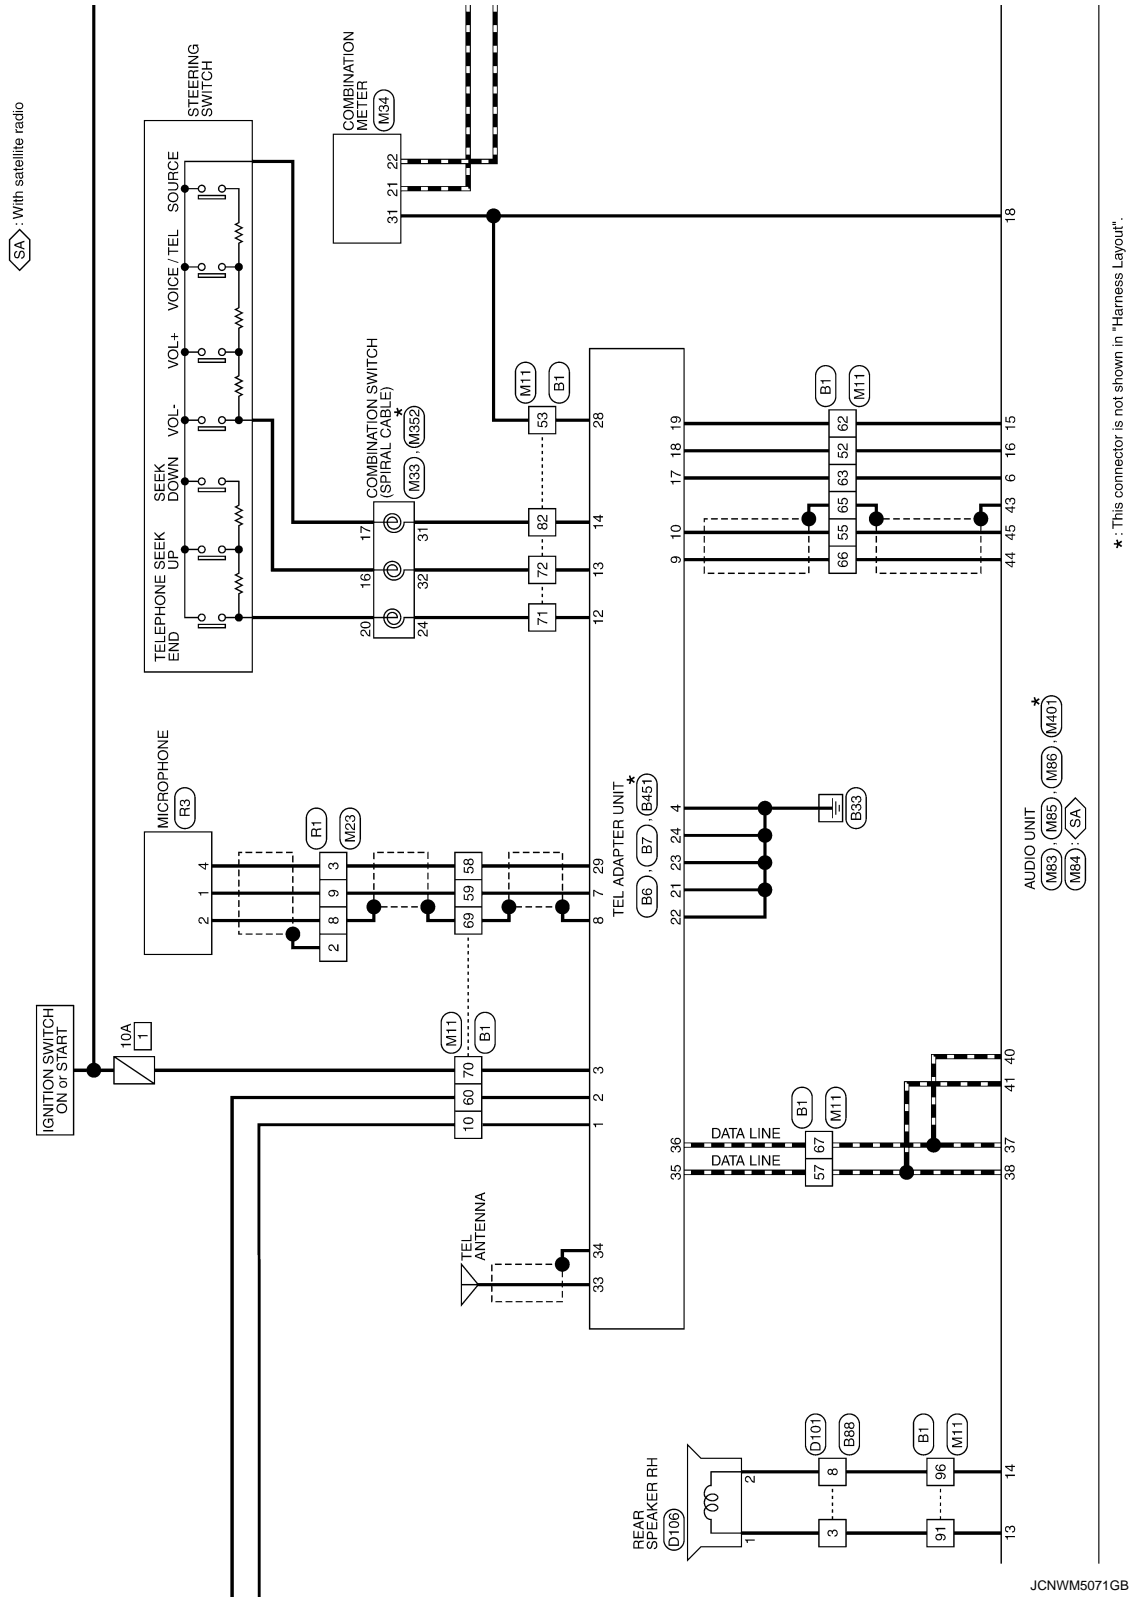 SA : With satellite radio
IGNITION SWITCH
ON or START
10A
1
MICROPHONE
R3
2 1 4
R1
M23
2 8 9 3
STEERING
SWITCH
TELEPHONE END
SEEK UP
SEEK DOWN
VOL-
VOL+
VOICE / TEL
SOURCE
COMBINATION SWITCH
(SPIRAL CABLE)
M33 , M352 *
20 16 17
24 32 31
COMBINATION
METER
M34
31 21 22
M11
B1
10 60 70 69 59 58
M11
B1
71 72 82 53
TEL
ANTENNA
33 34 1 2 3 8 7 29 12 13 14 28
TEL ADAPTER UNIT
B6 , B7 , B451 *
35 36 22 21 23 24 4 9 10 17 18 19
B33
DATA LINE
DATA LINE
B1
M11
57 67
B1
M11
66 55 65 63 52 62
REAR
SPEAKER RH
D106
1 2
D101
B88
3 8
B1
M11
91 96
13 14 38 37 41 40 44 45 43 6 16 15 18
AUDIO UNIT
M83 , M85 , M86 , M401 *
M84 : SA
* : This connector is not shown in "Harness Layout".
JCNWM5071GB